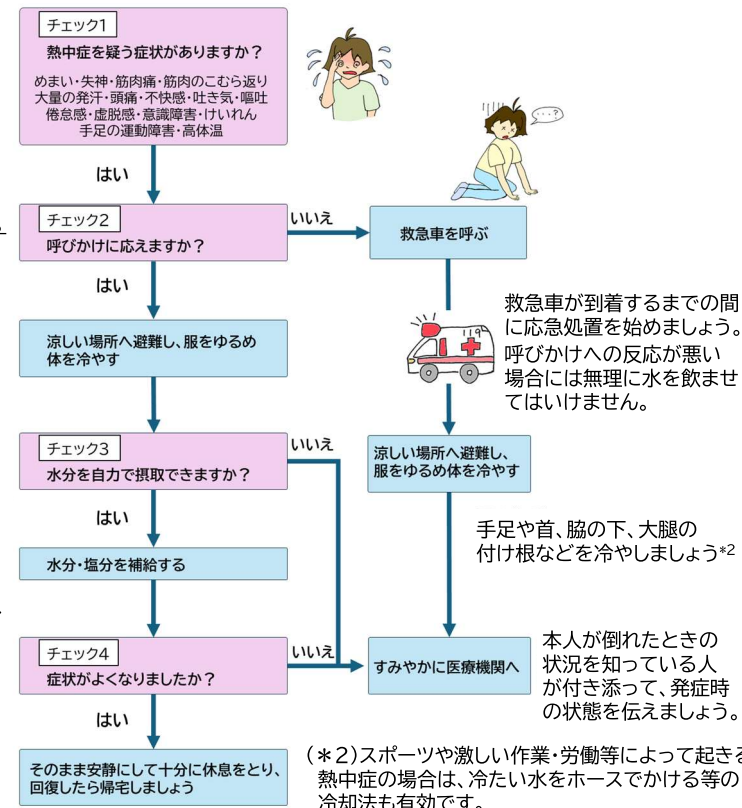 チェック1
熱中症を疑う症状がありますか？
めまい・失神・筋肉痛・筋肉のこむら返り
大量の発汗・頭痛・不快感・吐き気・嘔吐
倦怠感・虚脱感・意識障害・けいれん
手足の運動障害・高体温
・・・?
はい
チェック2
呼びかけに応えますか？
いいえ
救急車を呼ぶ
はい
救急車が到着するまでの間
に応急処置を始めましょう。
呼びかけへの反応が悪い
場合には無理に水を飲ませ
てはいけません。
119
涼しい場所へ避難し、服をゆるめ
体を冷やす
チェック3
水分を自力で摂取できますか？
いいえ
涼しい場所へ避難し、
服をゆるめ体を冷やす
はい
手足や首、脇の下、大腿の
付け根などを冷やしましょう*2
水分・塩分を補給する
チェック4
症状がよくなりましたか？
いいえ
すみやかに医療機関へ
本人が倒れたときの
状況を知っている人
が付き添って、発症時
の状態を伝えましょう。
はい
そのまま安静にして十分に休息をとり、
回復したら帰宅しましょう
(*2)スポーツや激しい作業・労働等によって起きる
熱中症の場合は、冷たい水をホースでかける等の
冷却法も有効です。